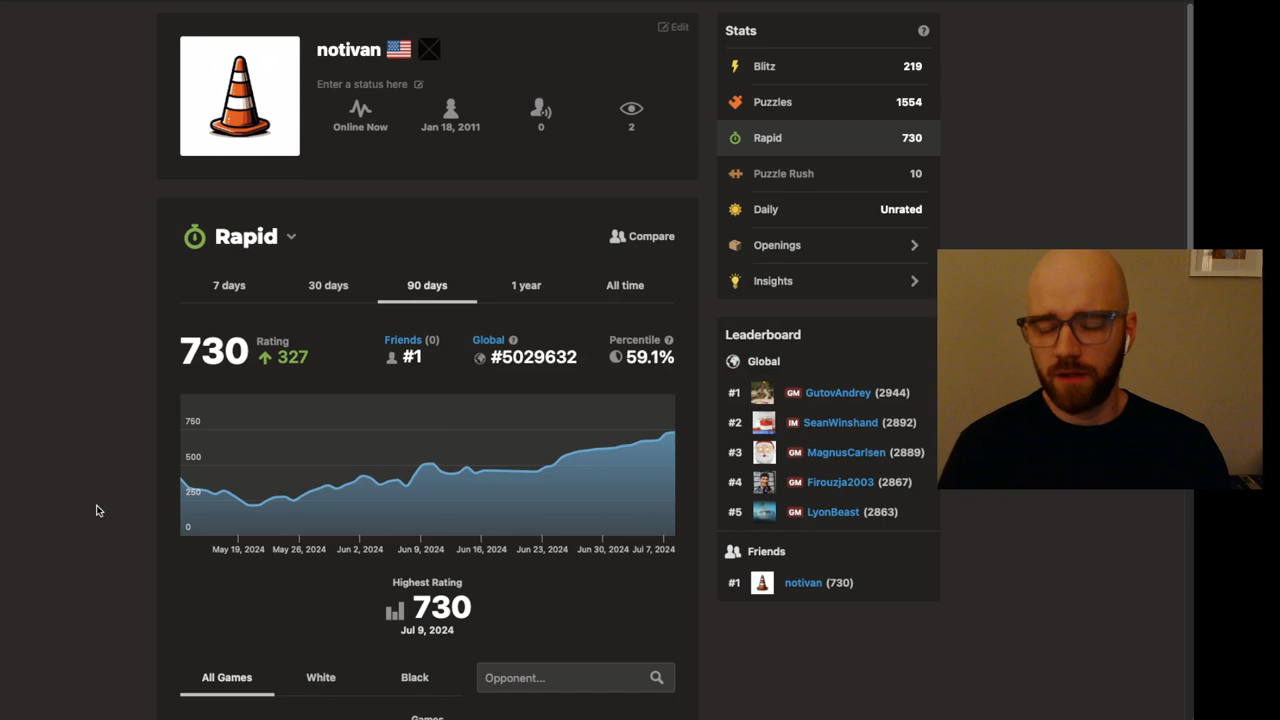 notivan
Edit
Enter a status here
Online Now
Jan 18, 2011
0
2
Rapid
Compare
7 days
30 days
90 days
1 year
All time
730
Rating
327
Friends (0)
#1
Global
#5029632
Percentile
59.1%
750
500
250
0
May 19, 2024
May 26, 2024
Jun 2, 2024
Jun 9, 2024
Jun 16, 2024
Jun 23, 2024
Jun 30, 2024
Jul 7, 2024
Highest Rating
730
Jul 9, 2024
All Games
White
Black
Opponent...
Games
Stats
?
Blitz 219
Puzzles 1554
Rapid 730
Puzzle Rush 10
Daily Unrated
Openings
Insights
Leaderboard
Global
#1 GM GutovAndrey (2944)
#2 IM SeanWinshand (2892)
#3 GM MagnusCarlsen (2889)
#4 GM Firouzja2003 (2867)
#5 GM LyonBeast (2863)
Friends
#1 notivan (730)